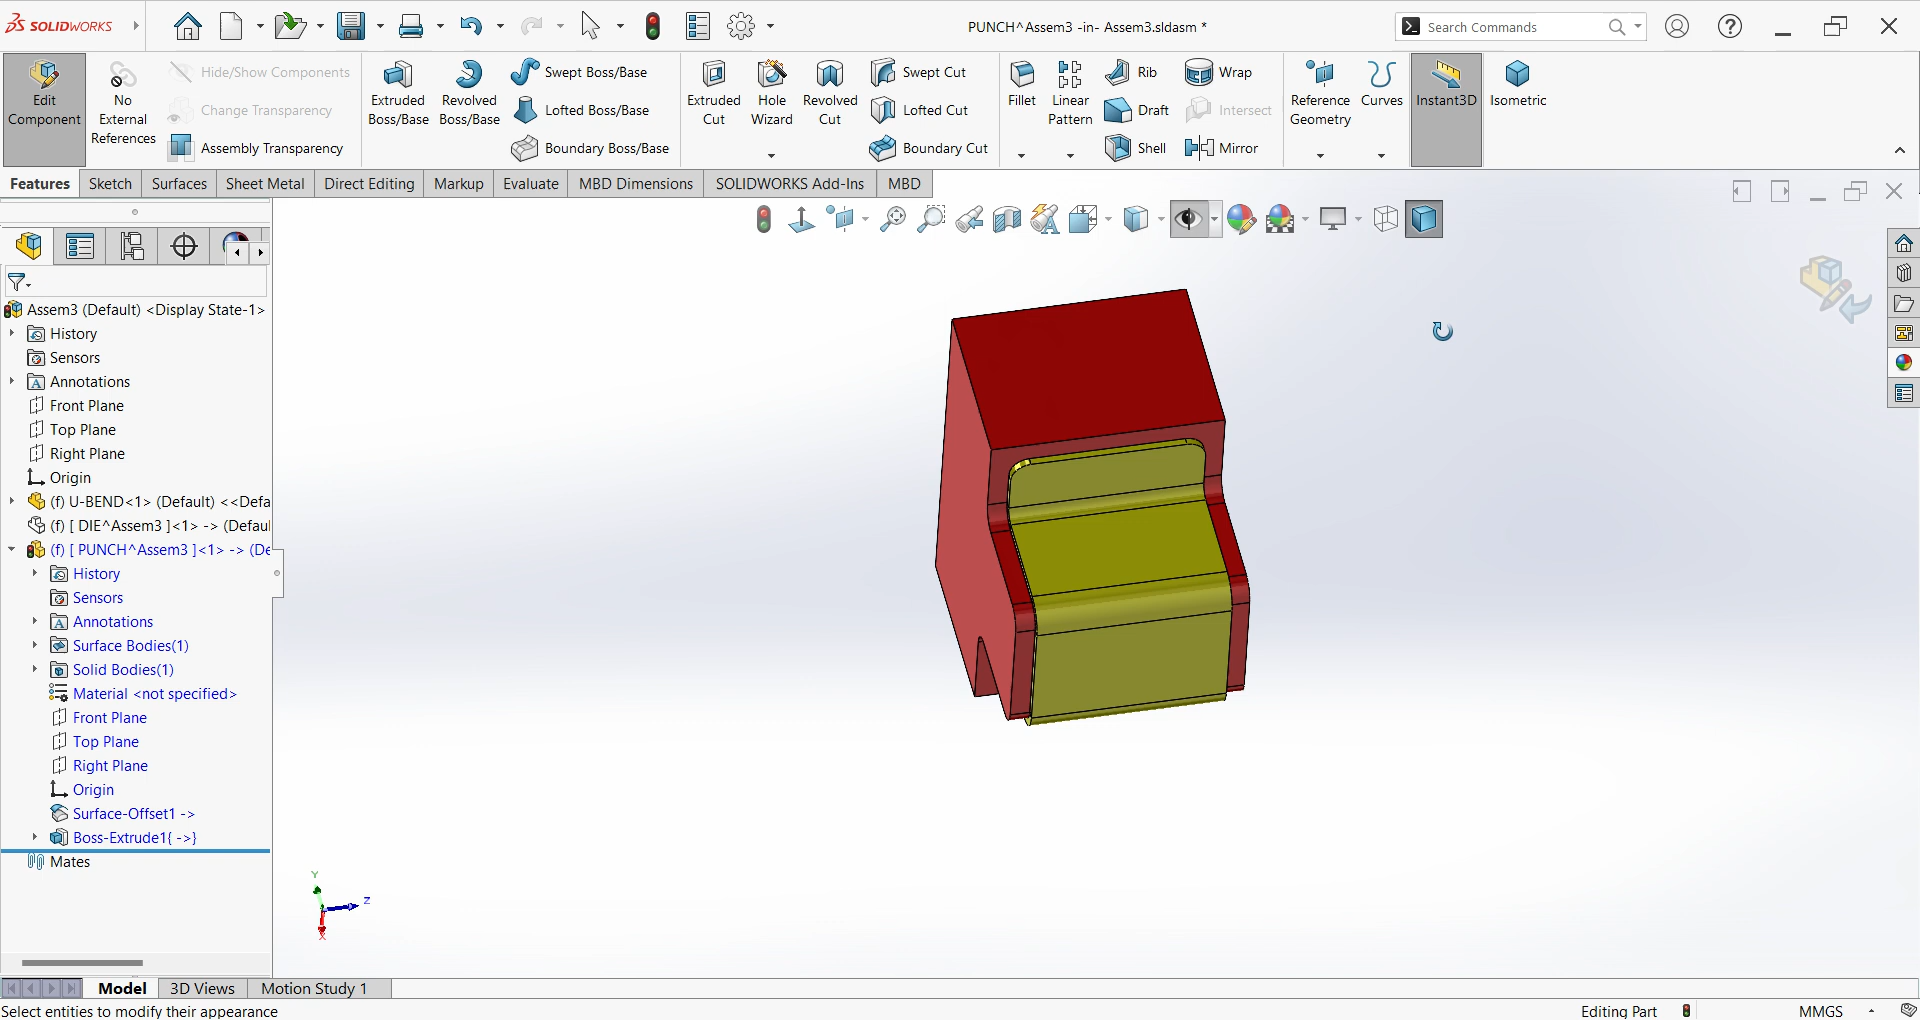 SOLIDWORKS
PUNCH^Assem3 -in- Assem3.sldasm *
Search Commands
Edit Component
No External References
Hide/Show Components
Change Transparency
Assembly Transparency
Extruded Boss/Base
Revolved Boss/Base
Swept Boss/Base
Lofted Boss/Base
Boundary Boss/Base
Extruded Cut
Hole Wizard
Revolved Cut
Swept Cut
Lofted Cut
Boundary Cut
Fillet
Linear Pattern
Rib
Draft
Shell
Wrap
Intersect
Mirror
Reference Geometry
Curves
Instant3D
Isometric
Features
Sketch
Surfaces
Sheet Metal
Direct Editing
Markup
Evaluate
MBD Dimensions
SOLIDWORKS Add-Ins
MBD
Assem3 (Default) <Display State-1>
History
Sensors
Annotations
Front Plane
Top Plane
Right Plane
Origin
(f) U-BEND<1> (Default) <<Defa
(f) [ DIE^Assem3 ]<1> -> (Defaul
(f) [ PUNCH^Assem3 ]<1> -> (De
History
Sensors
Annotations
Surface Bodies(1)
Solid Bodies(1)
Material <not specified>
Front Plane
Top Plane
Right Plane
Origin
Surface-Offset1 ->
Boss-Extrude1{ ->}
Mates
Y
Z
X
Model
3D Views
Motion Study 1
Select entities to modify their appearance
Editing Part
MMGS